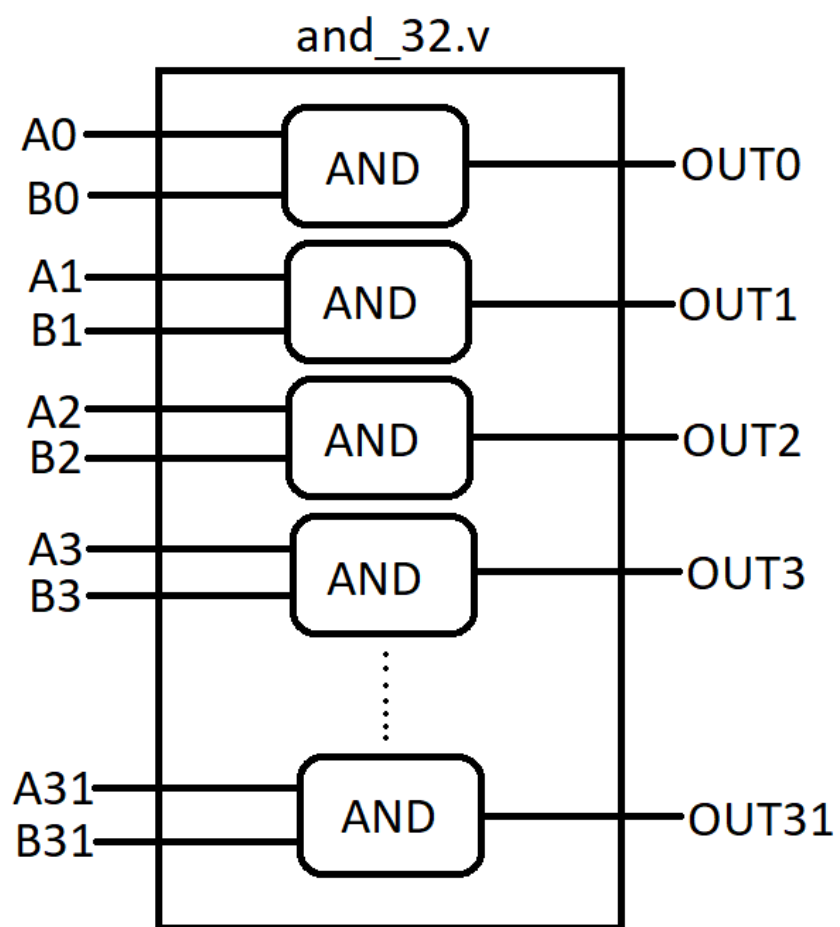 and_32.v
A0
AND
OUT0
B0
A1
AND
OUT1
B1
A2
AND
OUT2
B2
A3
AND
OUT3
B3
A31
AND
OUT31
B31